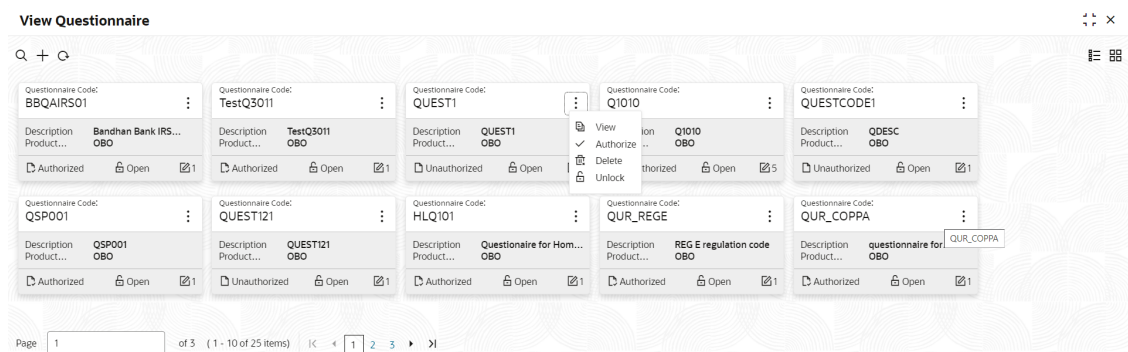 View Questionnaire
Questionnaire Code:
BBQAIRS01
Description Bandhan Bank IRS...
Product... OBO
Authorized Open 1
Questionnaire Code:
TestQ3011
Description TestQ3011
Product... OBO
Authorized Open 1
Questionnaire Code:
QUEST1
Description QUEST1
Product... OBO
Unauthorized Open
View
Authorize
Delete
Unlock
Questionnaire Code:
Q1010
Q1010
OBO
Open 5
Questionnaire Code:
QUESTCODE1
Description QDESC
Product... OBO
Unauthorized Open 1
Questionnaire Code:
QSP001
Description QSP001
Product... OBO
Authorized Open 1
Questionnaire Code:
QUEST121
Description QUEST121
Product... OBO
Unauthorized Open 1
Questionnaire Code:
HLQ101
Description Questionaire for Hom...
Product... OBO
Authorized Open 1
Questionnaire Code:
QUR_REGE
Description REG E regulation code
Product... OBO
Authorized Open 1
Questionnaire Code:
QUR_COPPA
Description questionnaire for
Product... OBO
Authorized Open 1
QUR_COPPA
Page 1 of 3 (1 - 10 of 25 items) 1 2 3